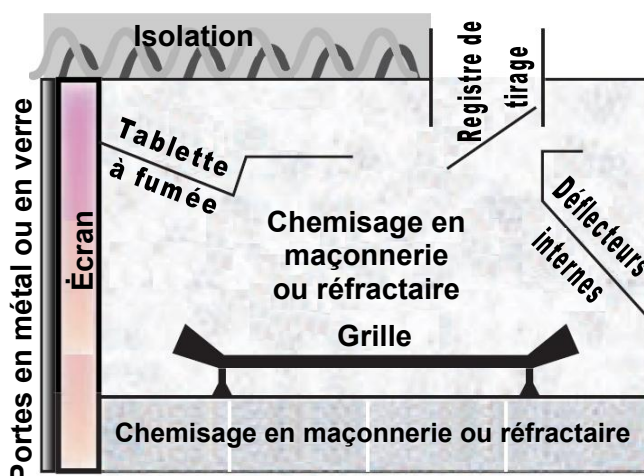 Isolation
Registre de
tirage
Portes en métal ou en verre
Écran
Tablette
à fumée
Chemisage en
maçonnerie
ou réfractaire
Déflecteurs
internes
Grille
Chemisage en maçonnerie ou réfractaire